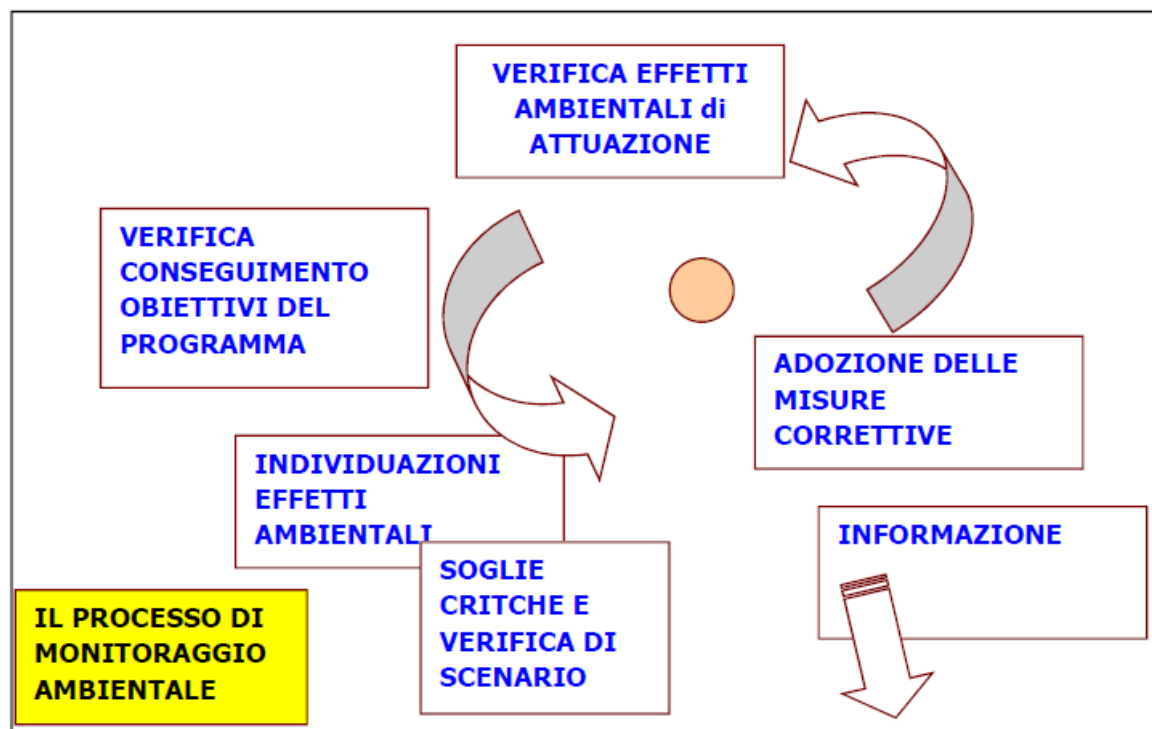 VERIFICA EFFETTI
AMBIENTALI di
ATTUAZIONE
VERIFICA
CONSEGUIMENTO
OBIETTIVI DEL
PROGRAMMA
ADOZIONE DELLE
MISURE
CORRETTIVE
INDIVIDUAZIONI
EFFETTI
AMBIENTALI
INFORMAZIONE
SOGLIE
CRITCHE E
VERIFICA DI
SCENARIO
IL PROCESSO DI
MONITORAGGIO
AMBIENTALE